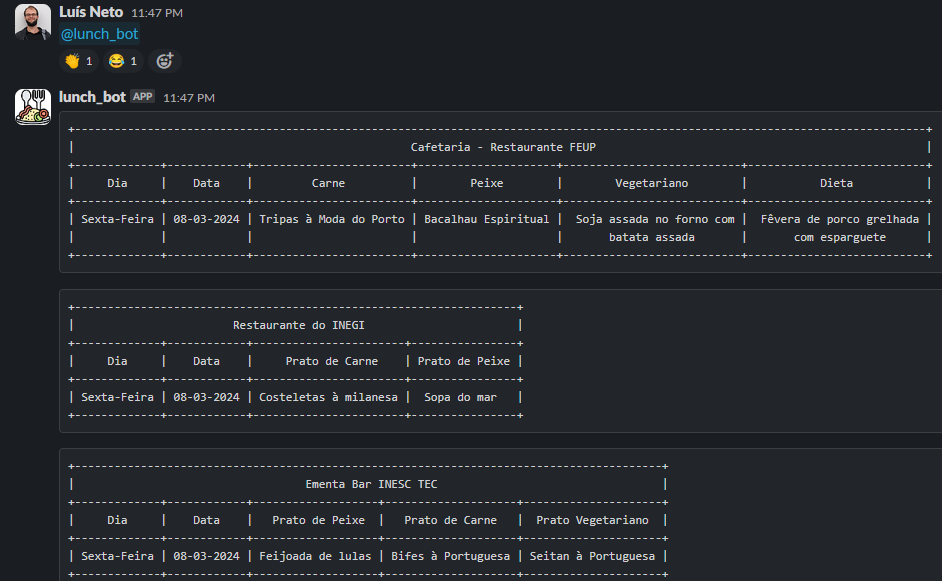 Luís Neto 11:47 PM
@lunch_bot
1 1
lunch_bot APP 11:47 PM
+---------------------------------------------------------------------------------------------------------------------------------+
| Cafetaria - Restaurante FEUP |
+-------------+------------+------------------------+----------------------+---------------------------+---------------------------+
| Dia | Data | Carne | Peixe | Vegetariano | Dieta |
+-------------+------------+------------------------+----------------------+---------------------------+---------------------------+
| Sexta-Feira | 08-03-2024 | Tripas à Moda do Porto | Bacalhau Espiritual | Soja assada no forno com | Fêvera de porco grelhada |
| | | | | batata assada | com esparguete |
+-------------+------------+------------------------+----------------------+---------------------------+---------------------------+
+-------------------------------------------------------------------+
| Restaurante do INEGI |
+-------------+------------+-----------------------+----------------+
| Dia | Data | Prato de Carne | Prato de Peixe |
+-------------+------------+-----------------------+----------------+
| Sexta-Feira | 08-03-2024 | Costeletas à milanesa | Sopa do mar |
+-------------+------------+-----------------------+----------------+
+-----------------------------------------------------------------------------------------+
| Ementa Bar INESC TEC |
+-------------+------------+-------------------+--------------------+---------------------+
| Dia | Data | Prato de Peixe | Prato de Carne | Prato Vegetariano |
+-------------+------------+-------------------+--------------------+---------------------+
| Sexta-Feira | 08-03-2024 | Feijoada de lulas | Bifes à Portuguesa | Seitan à Portuguesa |
+-------------+------------+-------------------+--------------------+---------------------+